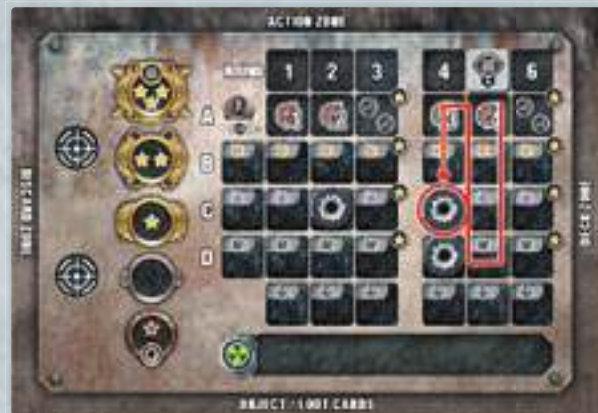 ACTION ZONE
1 2 3 4 6
A
B
C
D
DISCARD ZONE
DECK ZONE
OBJECT / LOOT CARDS